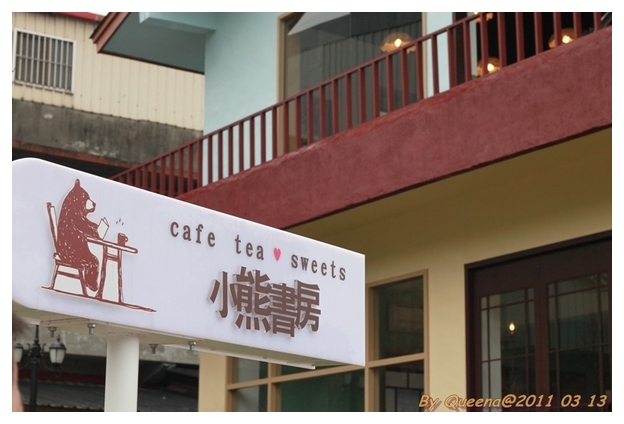 cafe tea♥sweets
小熊書房
By Queena@2011 03 13